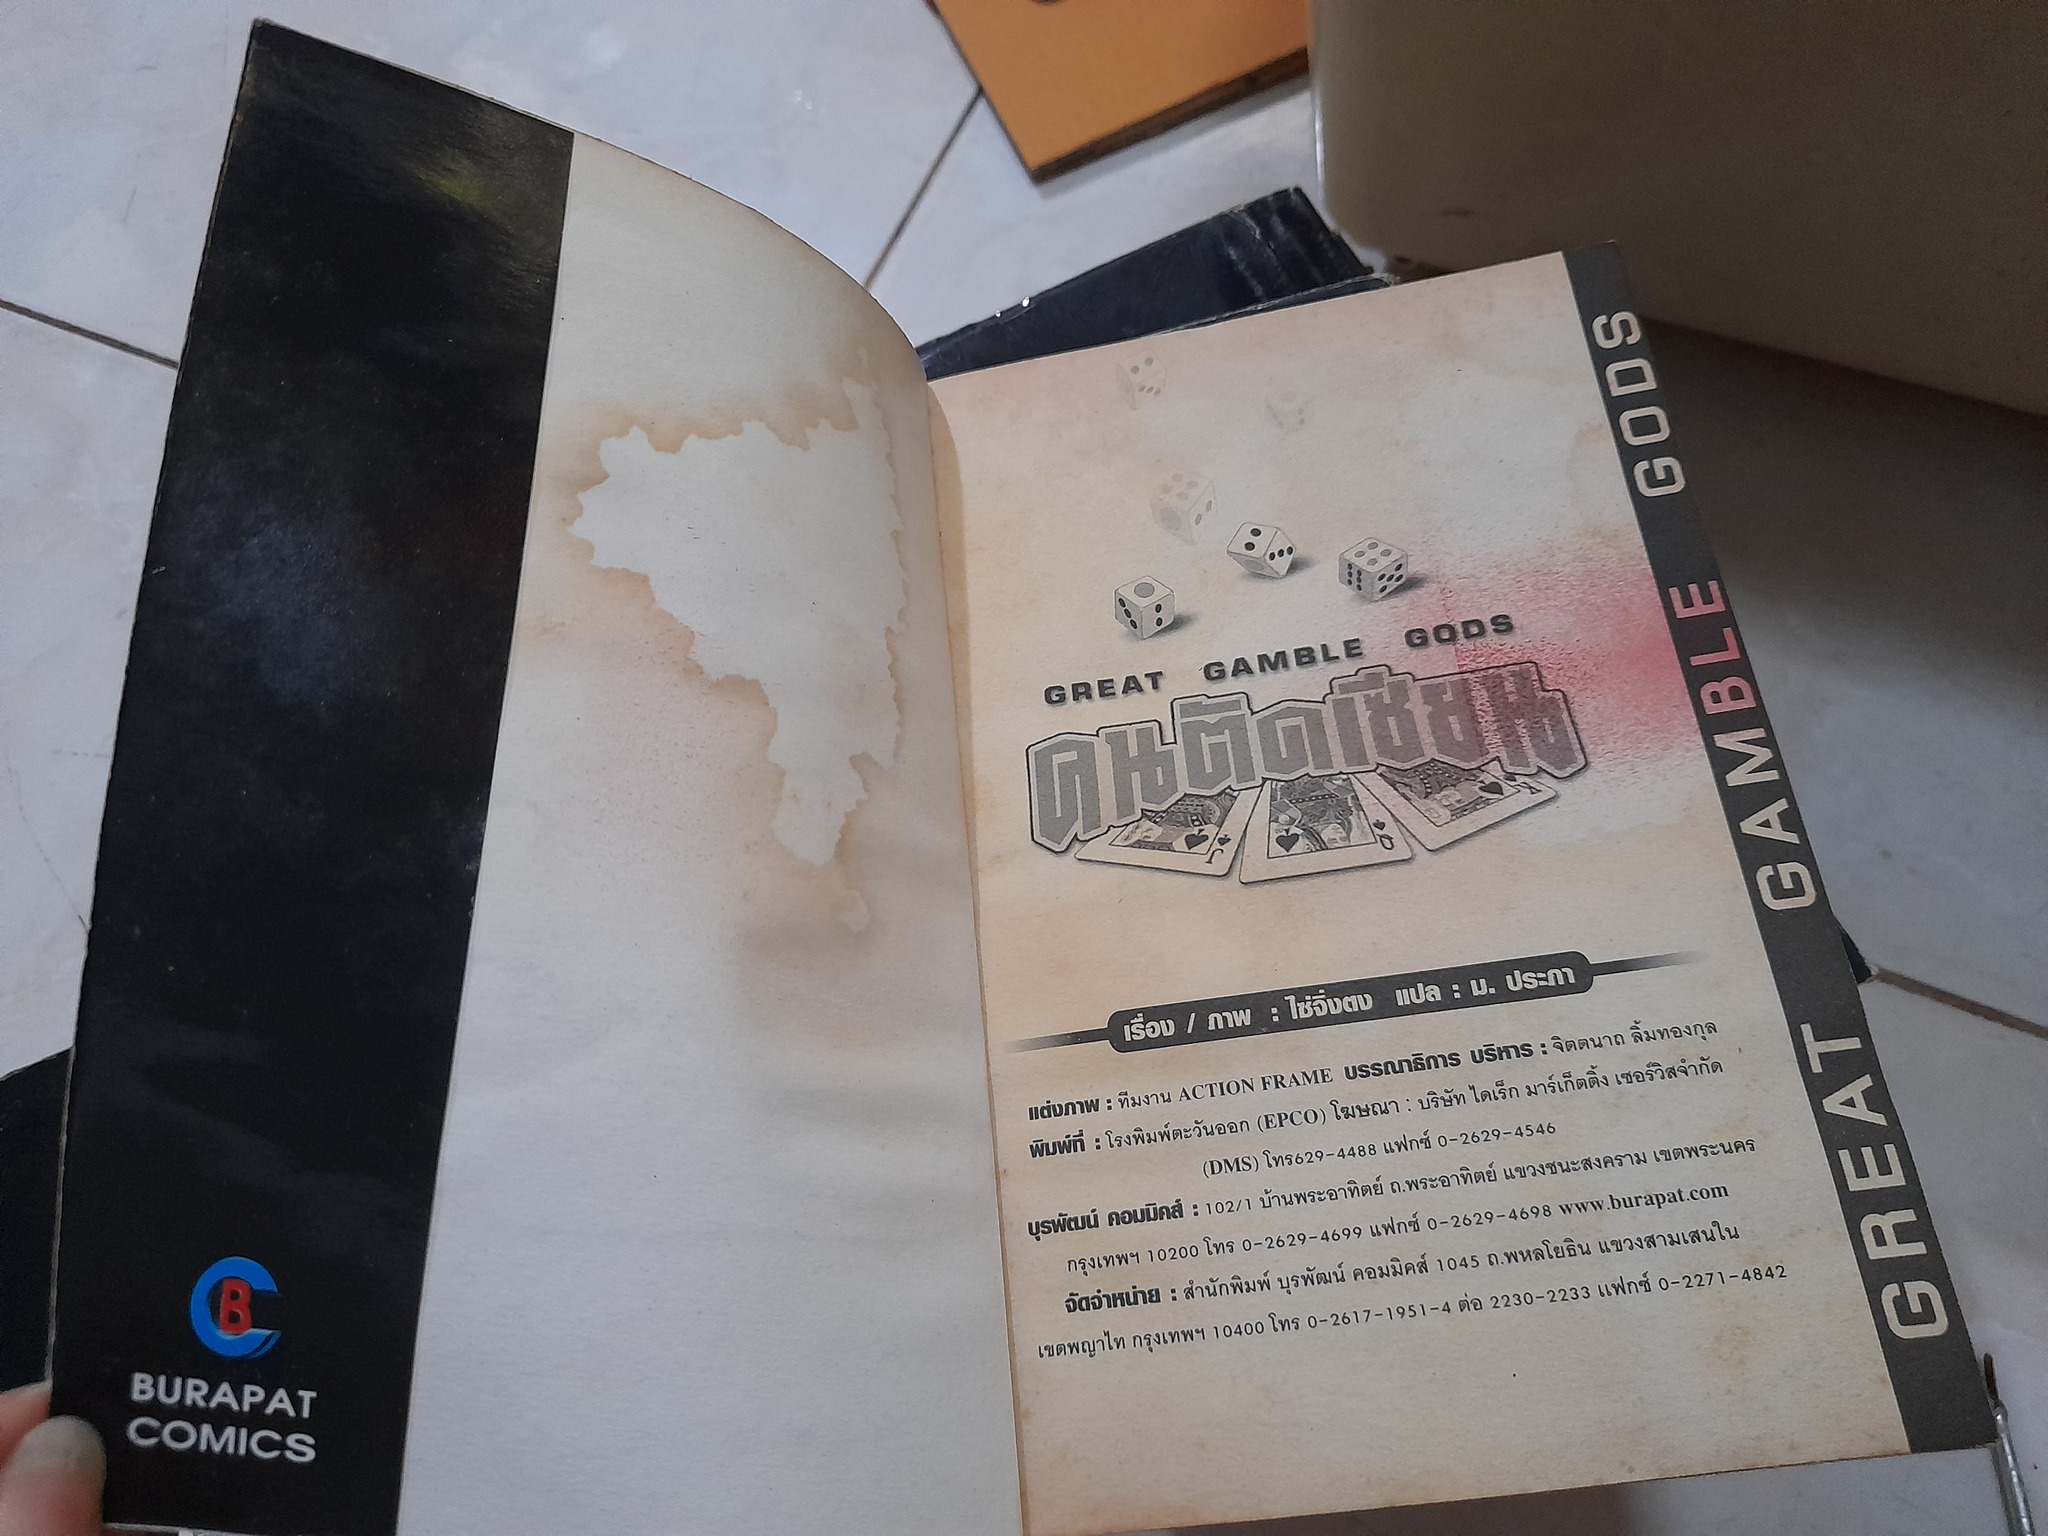 BURAPAT
COMICS
GREAT GAMBLE GODS
คนตัดเซียน
เรื่อง / ภาพ : ไซ่จิ่งตง แปล : ม. ประภา
แต่งภาพ : ทีมงาน ACTION FRAME บรรณาธิการ บริหาร : จิตตนาถ ลิ้มทองกุล
พิมพ์ที่ : โรงพิมพ์ตะวันออก (EPCO) โฆษณา : บริษัท ไดเร็ก มาร์เก็ตติ้ง เซอร์วิสจำกัด
(DMS) โทร629-4488 แฟกซ์ 0-2629-4546
บุรพัฒน์ คอมมิคส์ : 102/1 บ้านพระอาทิตย์ ถ.พระอาทิตย์ แขวงชนะสงคราม เขตพระนคร
กรุงเทพฯ 10200 โทร 0-2629-4699 แฟกซ์ 0-2629-4698 www.burapat.com
จัดจำหน่าย : สำนักพิมพ์ บุรพัฒน์ คอมมิคส์ 1045 ถ.พหลโยธิน แขวงสามเสนใน
เขตพญาไท กรุงเทพฯ 10400 โทร 0-2617-1951-4 ต่อ 2230-2233 แฟกซ์ 0-2271-4842
GREAT GAMBLE GODS